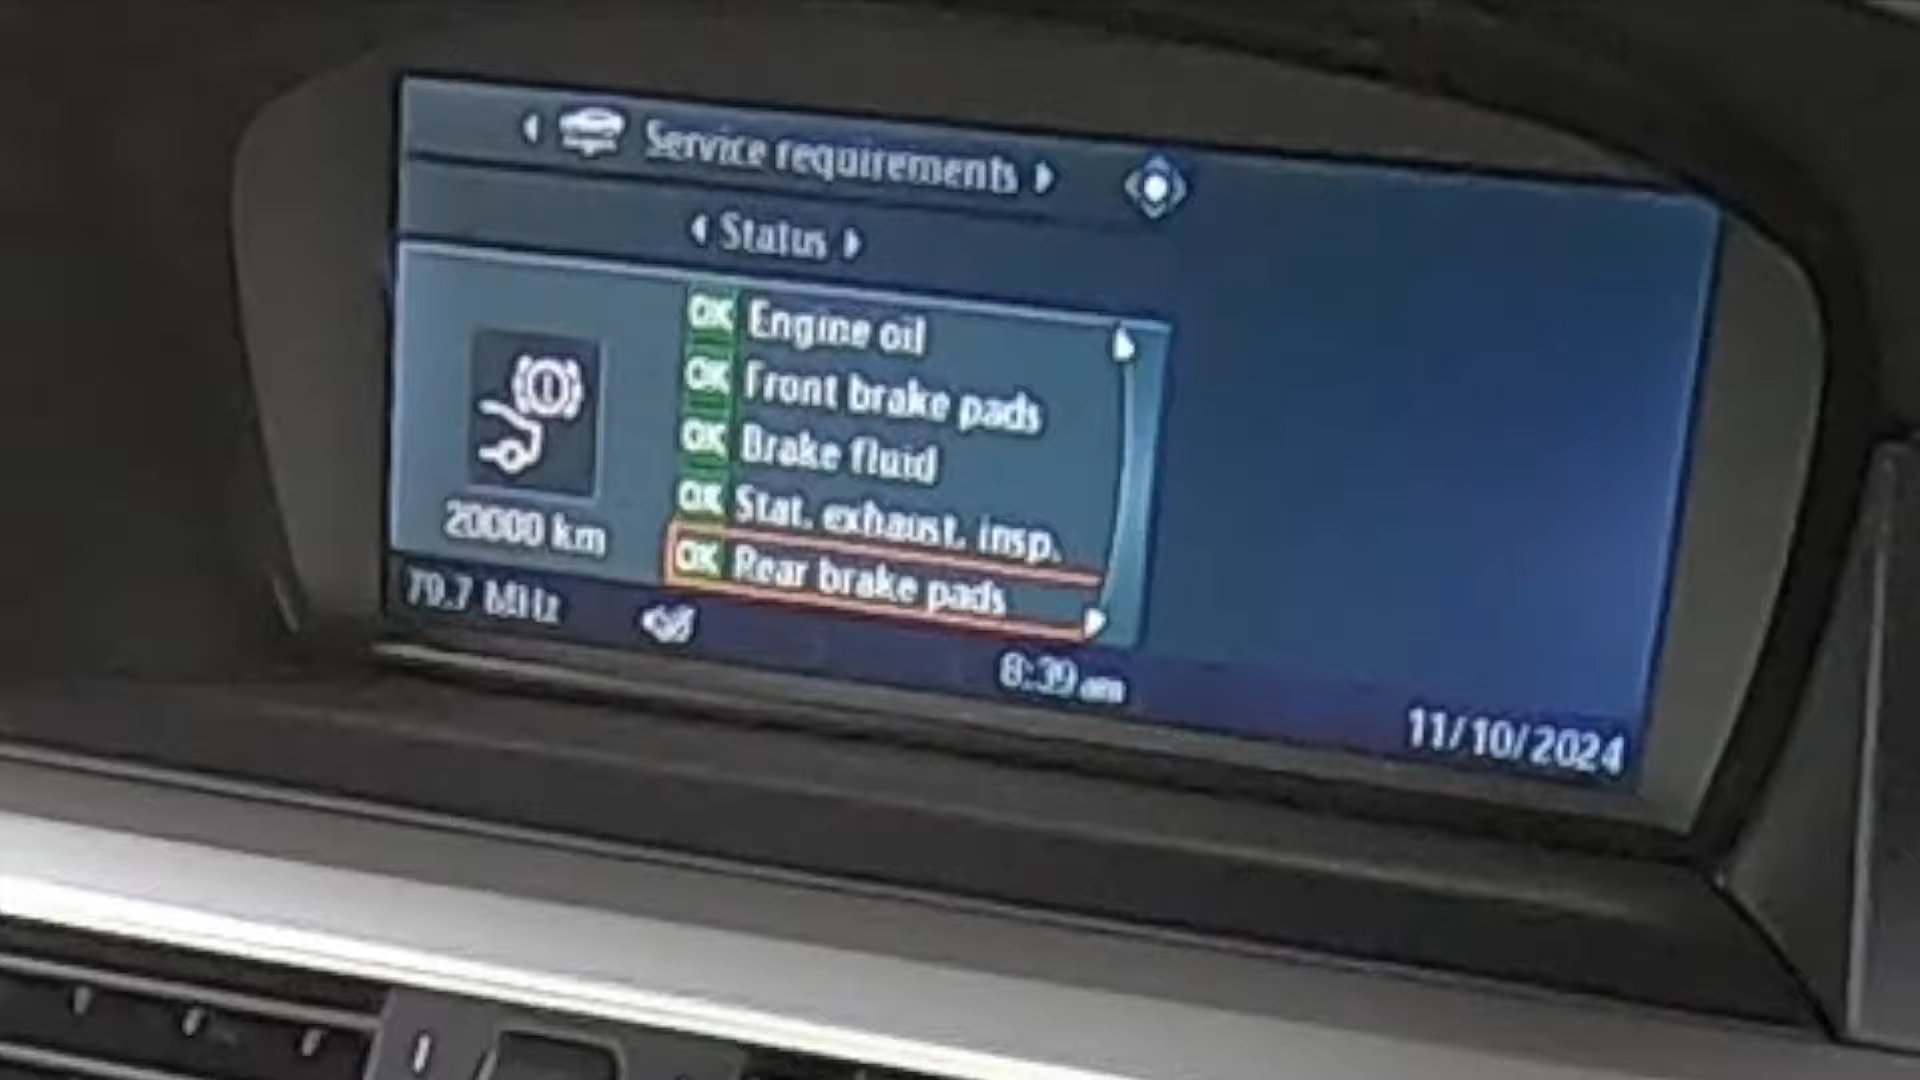 Service requirements
Status
OK Engine oil
OK Front brake pads
OK Brake fluid
OK Stat. exhaust. insp.
OK Rear brake pads
20000 km
79.7 MHz
8:39 am
11/10/2024